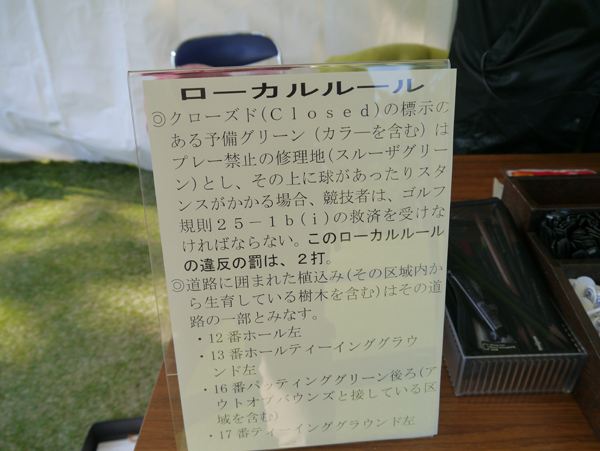 ローカルルール
◎クローズド(Closed)の標示の
ある予備グリーン(カラーを含む)は
プレー禁止の修理地(スルーザグリー
ン)とし、その上に球があったりスタ
ンスがかかる場合、競技者は、ゴルフ
規則25－1b(i)の救済を受けな
ければならない。このローカルルール
の違反の罰は、2打。
◎道路に囲まれた植込み(その区域内か
ら生育している樹木を含む)はその道
路の一部とみなす。
・12番ホール左
・13番ホールティーインググラウ
ンド左
・16番パッティンググリーン後ろ(ア
ウトオブバウンズと接している区
域を含む)
・17番ティーインググラウンド左